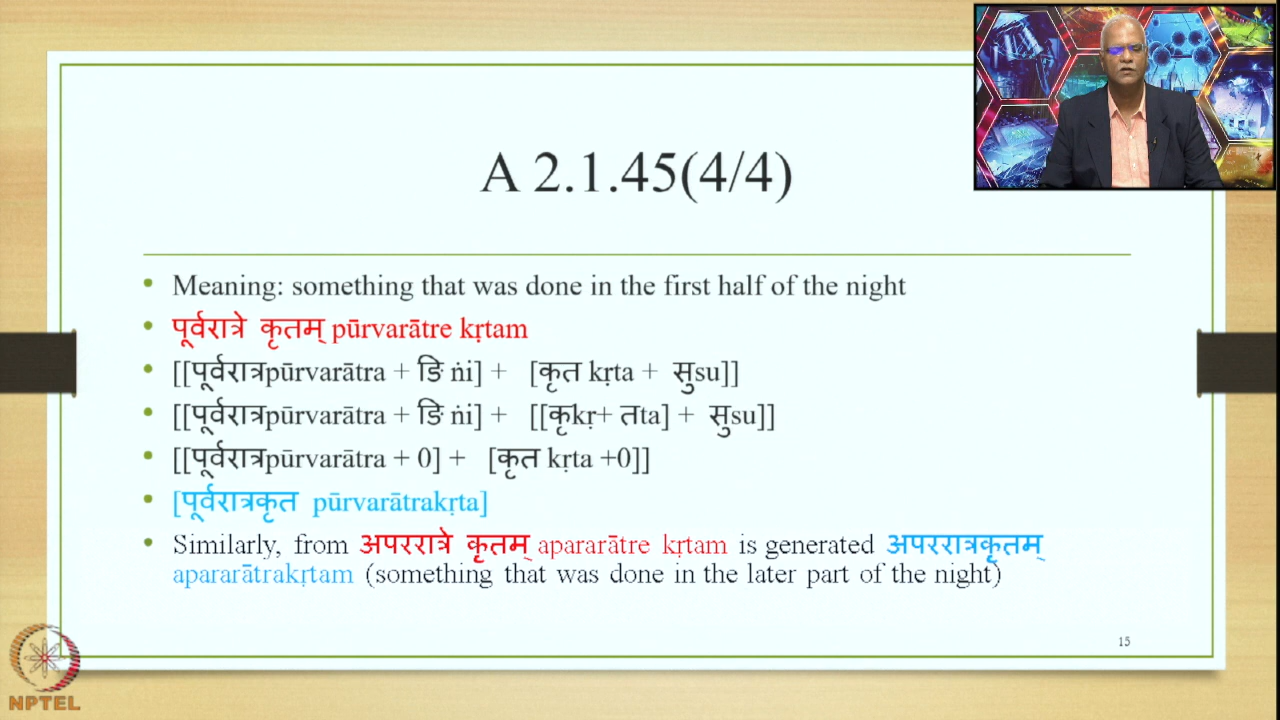 A 2.1.45(4/4)
Meaning: something that was done in the first half of the night
पूर्वरात्रे कृतम् pūrvarātre kṛtam
[[पूर्वरात्रpūrvarātra + ङि ṅi] + [कृत kṛta + सुsu]]
[[पूर्वरात्रpūrvarātra + ङि ṅi] + [[कृkṛ+ तta] + सुsu]]
[[पूर्वरात्रpūrvarātra + 0] + [कृत kṛta +0]]
[पूर्वरात्रकृत pūrvarātrakṛta]
Similarly, from अपररात्रे कृतम् apararātre kṛtam is generated अपररात्रकृतम्
apararātrakṛtam (something that was done in the later part of the night)
15
NPTEL